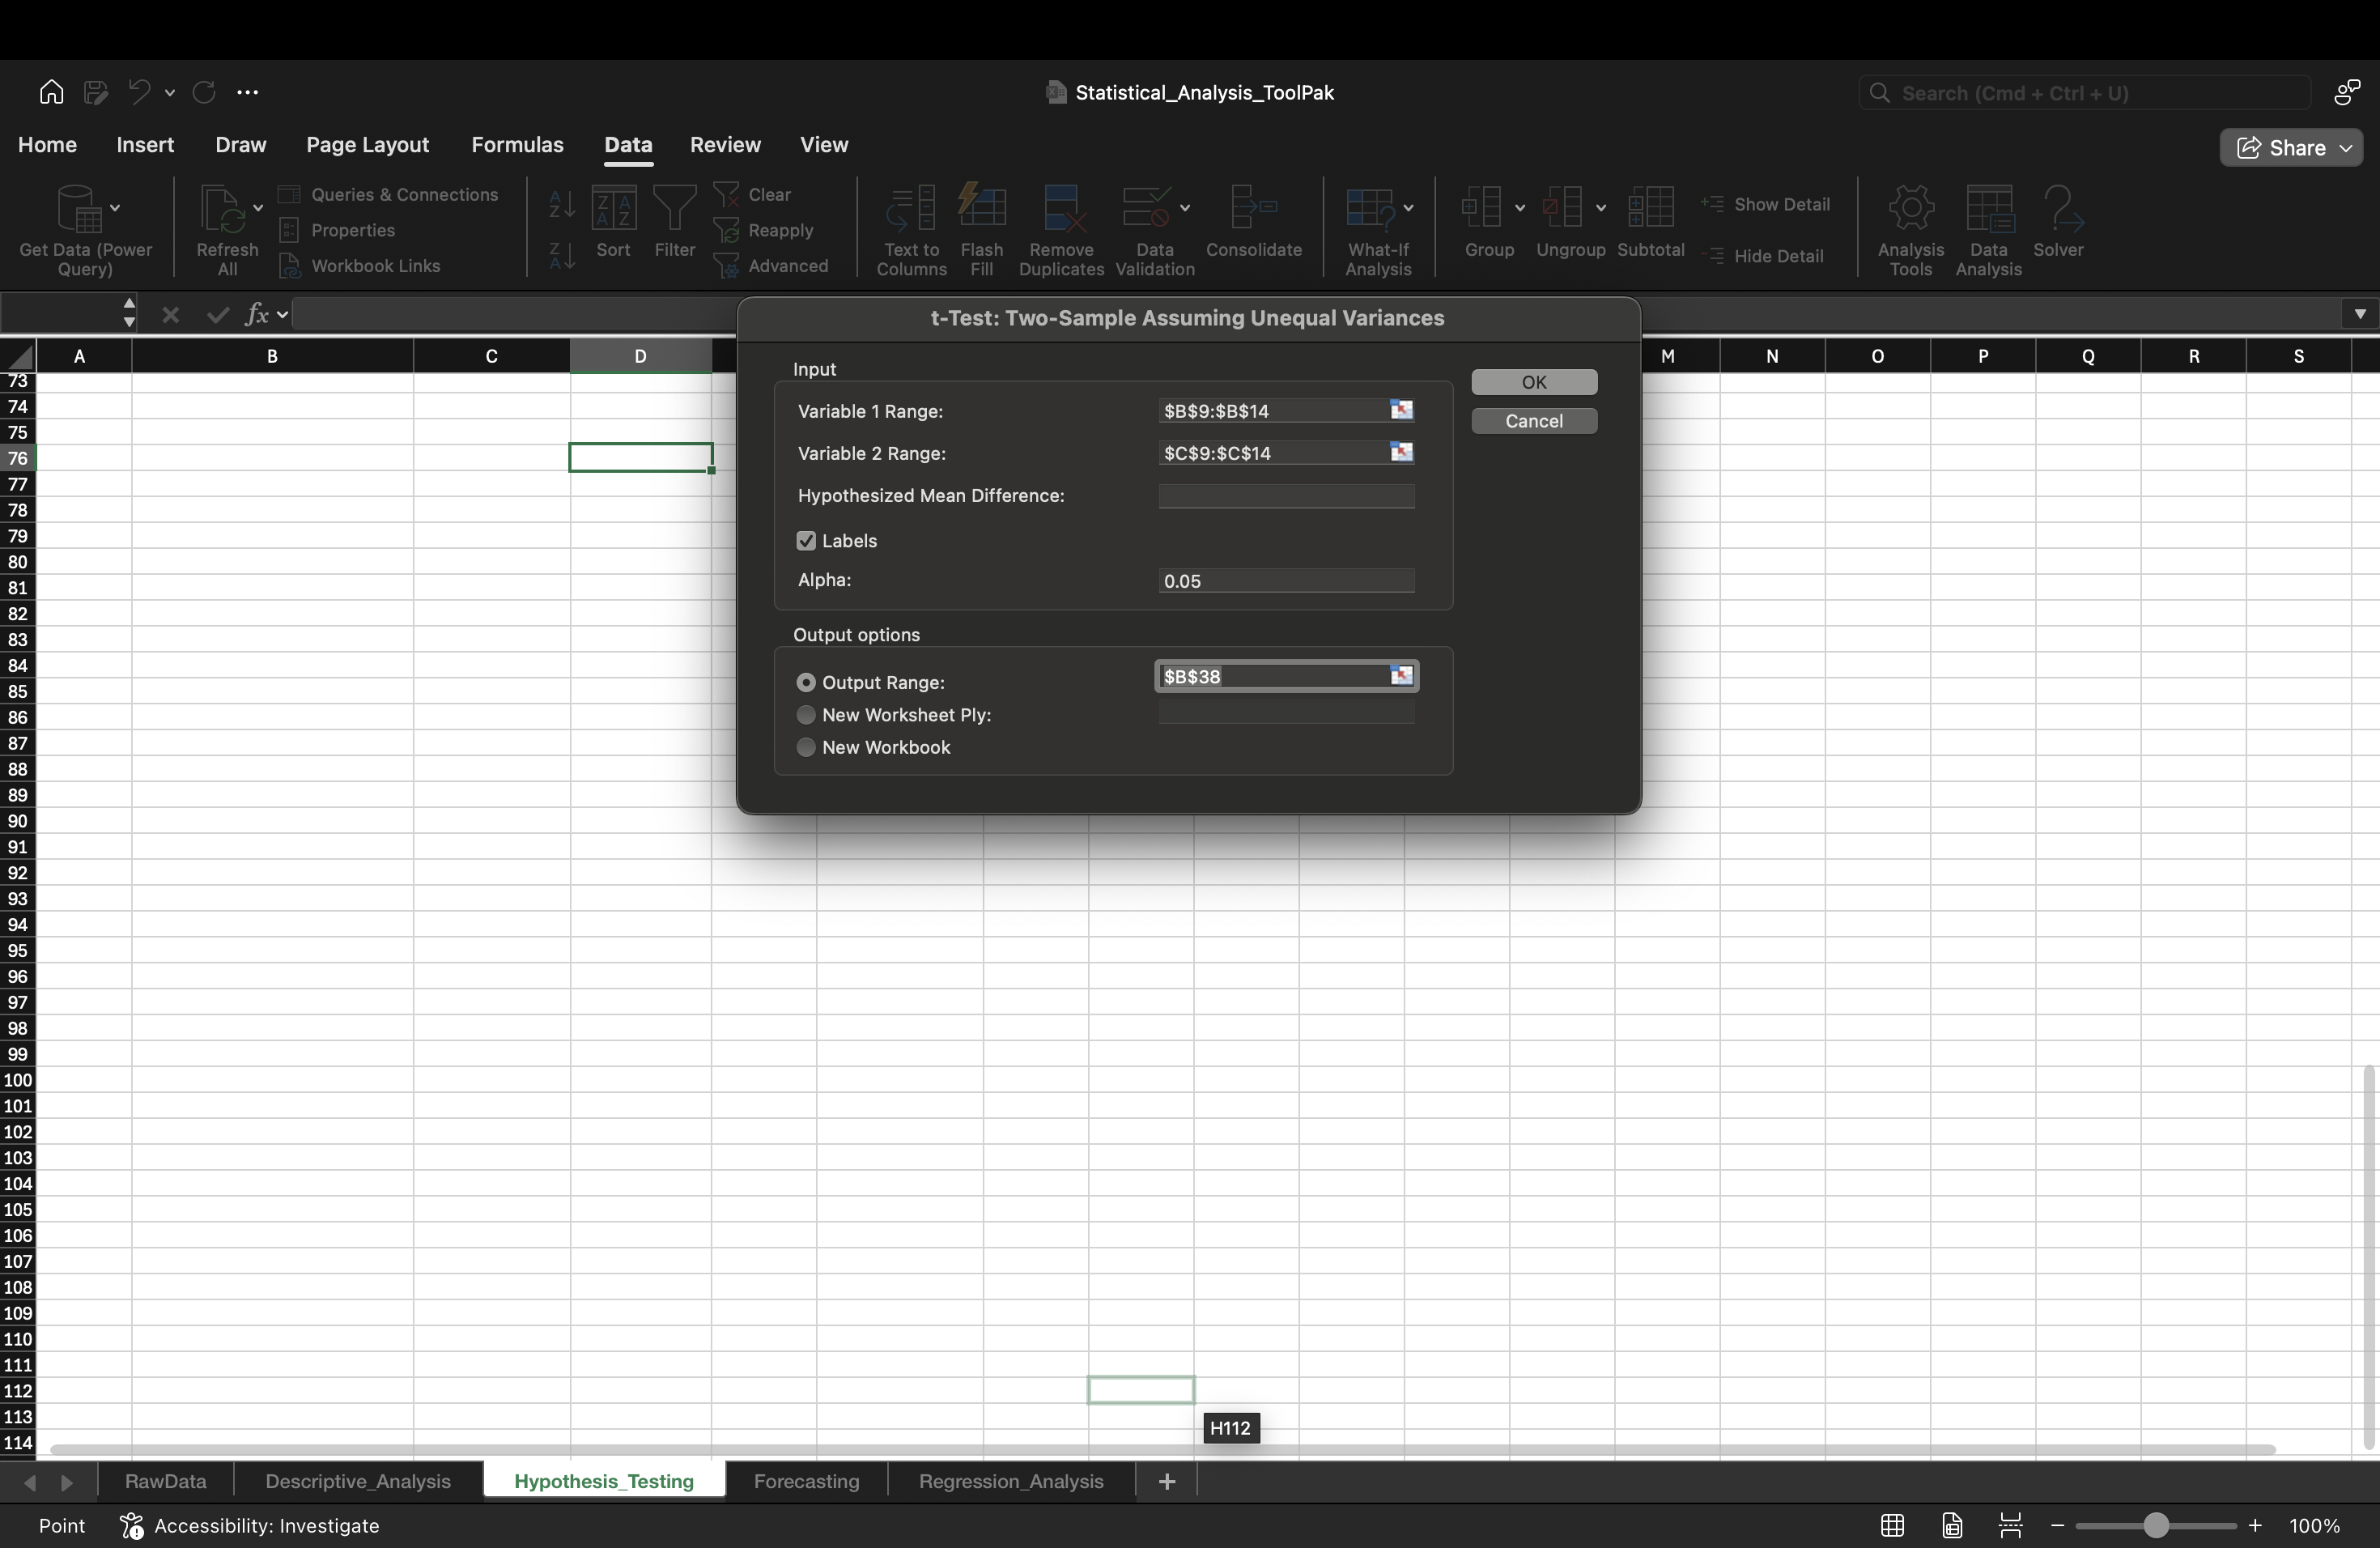 Statistical_Analysis_ToolPak
Search (Cmd + Ctrl + U)
Home Insert Draw Page Layout Formulas Data Review View
Share
Get Data (Power Query)
Refresh All
Queries & Connections
Properties
Workbook Links
Sort
Filter
Clear
Reapply
Advanced
Text to Columns
Flash Fill
Remove Duplicates
Data Validation
Consolidate
What-If Analysis
Group
Ungroup
Subtotal
Show Detail
Hide Detail
Analysis Tools
Data Analysis
Solver
fx
t-Test: Two-Sample Assuming Unequal Variances
Input
Variable 1 Range: $B$9:$B$14
Variable 2 Range: $C$9:$C$14
Hypothesized Mean Difference:
Labels
Alpha: 0.05
OK
Cancel
Output options
Output Range: $B$38
New Worksheet Ply:
New Workbook
A B C D M N O P Q R S
73
74
75
76
77
78
79
80
81
82
83
84
85
86
87
88
89
90
91
92
93
94
95
96
97
98
99
100
101
102
103
104
105
106
107
108
109
110
111
112
113
114
H112
RawData Descriptive_Analysis Hypothesis_Testing Forecasting Regression_Analysis +
Point Accessibility: Investigate
100%